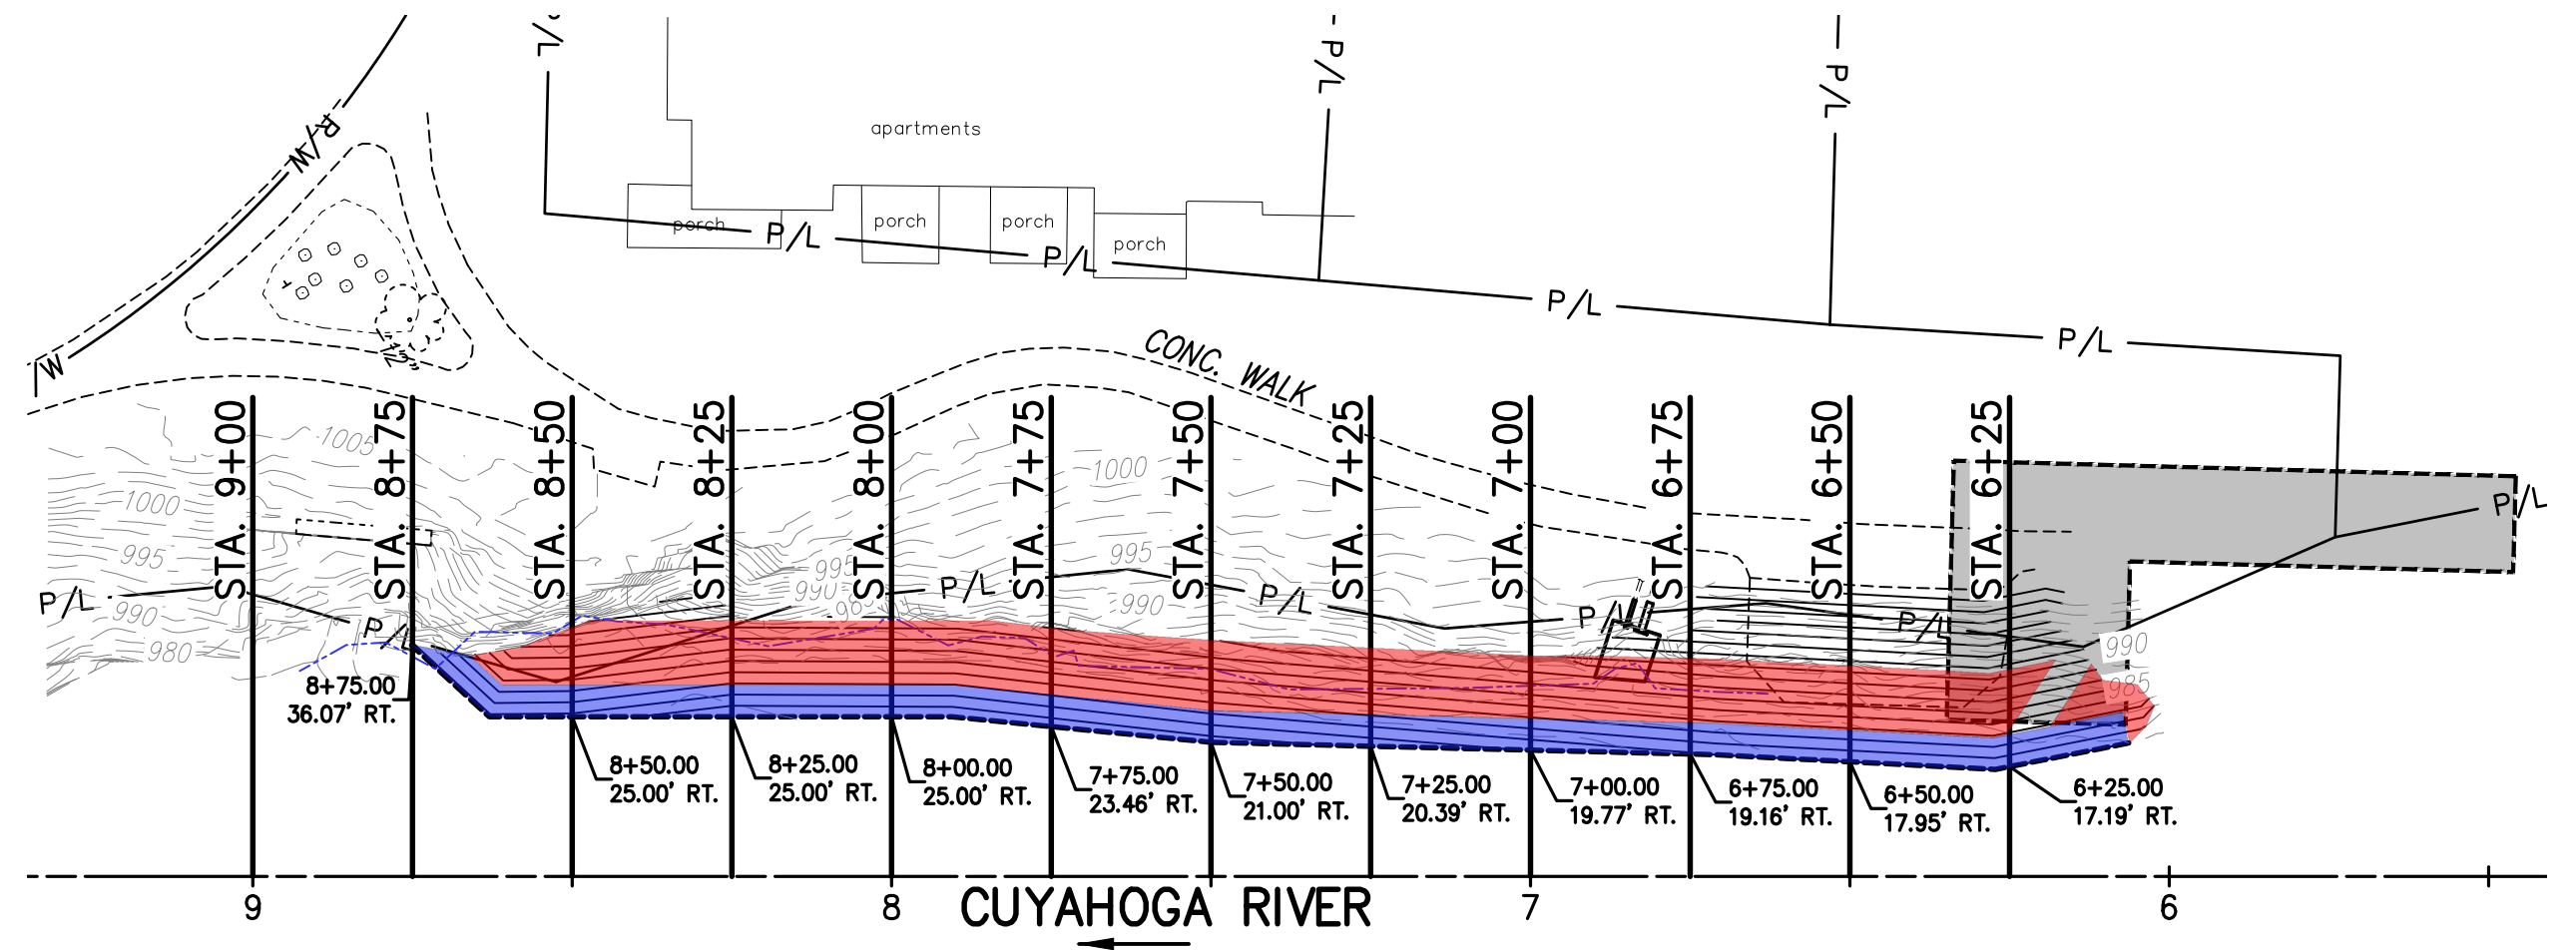 P/L
P/L
P/L
R/W
apartments
porch
porch
porch
porch
P/L
P/L
P/L
P/L
/W
12"
CONC. WALK
STA. 9+00
STA. 8+75
STA. 8+50
STA. 8+25
STA. 8+00
STA. 7+75
STA. 7+50
STA. 7+25
STA. 7+00
STA. 6+75
STA. 6+50
STA. 6+25
1005
1000
1000
995
995
995
990
990
990
P/L
P/L
P/L
P/L
P/L
P/L
P/L
980
990
985
8+75.00
36.07' RT.
8+50.00
25.00' RT.
8+25.00
25.00' RT.
8+00.00
25.00' RT.
7+75.00
23.46' RT.
7+50.00
21.00' RT.
7+25.00
20.39' RT.
7+00.00
19.77' RT.
6+75.00
19.16' RT.
6+50.00
17.95' RT.
6+25.00
17.19' RT.
9
8
7
6
CUYAHOGA RIVER